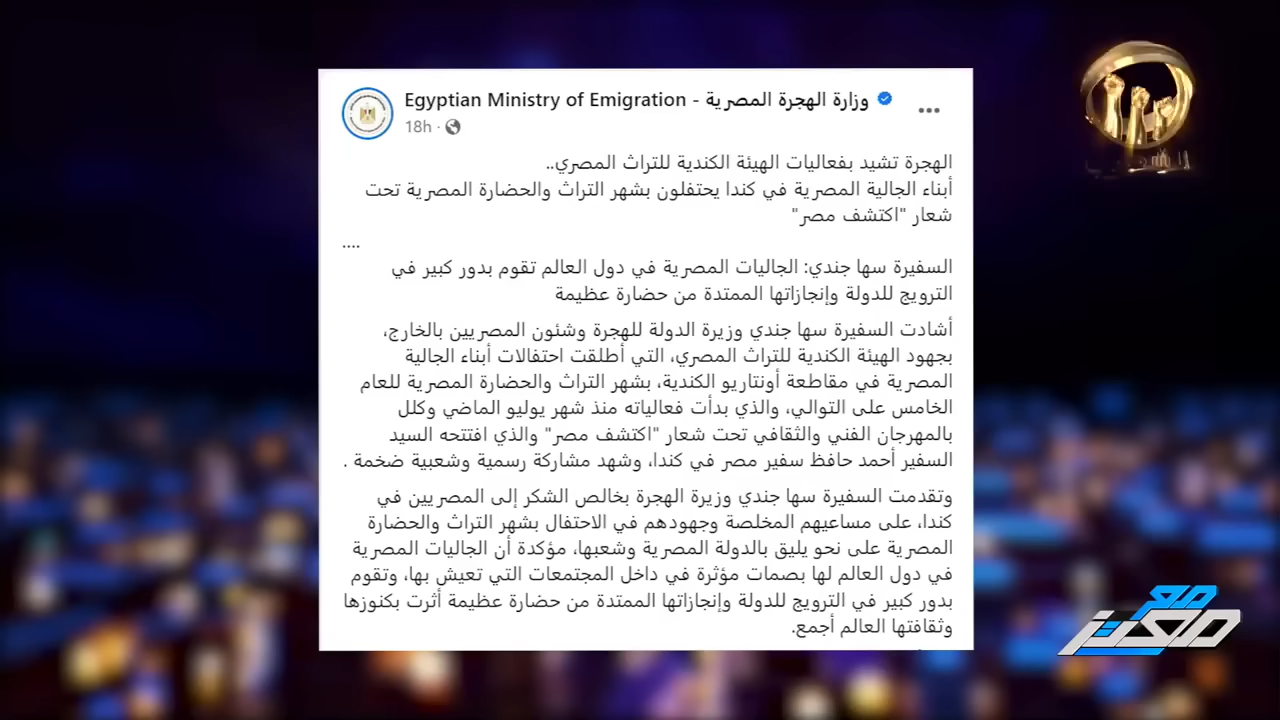 وزارة الهجرة المصرية - Egyptian Ministry of Emigration
18h
الهجرة تشيد بفعاليات الهيئة الكندية للتراث المصري..
أبناء الجالية المصرية في كندا يحتفلون بشهر التراث والحضارة المصرية تحت
شعار "اكتشف مصر"
....
السفيرة سها جندي: الجاليات المصرية في دول العالم تقوم بدور كبير في
الترويج للدولة وإنجازاتها الممتدة من حضارة عظيمة
أشادت السفيرة سها جندي وزيرة الدولة للهجرة وشئون المصريين بالخارج،
بجهود الهيئة الكندية للتراث المصري، التي أطلقت احتفالات أبناء الجالية
المصرية في مقاطعة أونتاريو الكندية، بشهر التراث والحضارة المصرية للعام
الخامس على التوالي، والذي بدأت فعالياته منذ شهر يوليو الماضي وكلل
بالمهرجان الفني والثقافي تحت شعار "اكتشف مصر" والذي افتتحه السيد
السفير أحمد حافظ سفير مصر في كندا، وشهد مشاركة رسمية وشعبية ضخمة .
وتقدمت السفيرة سها جندي وزيرة الهجرة بخالص الشكر إلى المصريين في
كندا، على مساعيهم المخلصة وجهودهم في الاحتفال بشهر التراث والحضارة
المصرية على نحو يليق بالدولة المصرية وشعبها، مؤكدة أن الجاليات المصرية
في دول العالم لها بصمات مؤثرة في داخل المجتمعات التي تعيش بها، وتقوم
بدور كبير في الترويج للدولة وإنجازاتها الممتدة من حضارة عظيمة أثرت بكنوزها
وثقافتها العالم أجمع.
مع